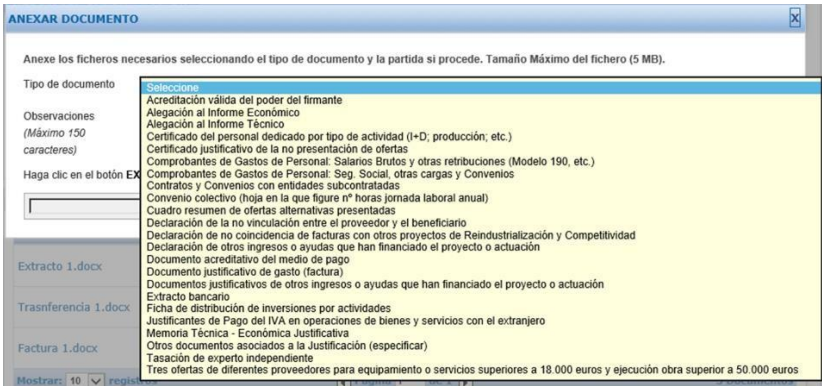 ANEXAR DOCUMENTO
X
Anexe los ficheros necesarios seleccionando el tipo de documento y la partida si procede. Tamaño Máximo del fichero (5 MB).
Tipo de documento
Seleccione
Acreditación válida del poder del firmante
Alegación al Informe Económico
Alegación al Informe Técnico
Certificado del personal dedicado por tipo de actividad (I+D; producción; etc.)
Certificado justificativo de la no presentación de ofertas
Comprobantes de Gastos de Personal: Salarios Brutos y otras retribuciones (Modelo 190, etc.)
Comprobantes de Gastos de Personal: Seg. Social, otras cargas y Convenios
Contratos y Convenios con entidades subcontratadas
Convenio colectivo (hoja en la que figure nº horas jornada laboral anual)
Cuadro resumen de ofertas alternativas presentadas
Declaración de la no vinculación entre el proveedor y el beneficiario
Declaración de no coincidencia de facturas con otros proyectos de Reindustrialización y Competitividad
Declaración de otros ingresos o ayudas que han financiado el proyecto o actuación
Documento acreditativo del medio de pago
Documento justificativo de gasto (factura)
Documentos justificativos de otros ingresos o ayudas que han financiado el proyecto o actuación
Extracto bancario
Ficha de distribución de inversiones por actividades
Justificantes de Pago del IVA en operaciones de bienes y servicios con el extranjero
Memoria Técnica - Económica Justificativa
Otros documentos asociados a la Justificación (especificar)
Tasación de experto independiente
Tres ofertas de diferentes proveedores para equipamiento o servicios superiores a 18.000 euros y ejecución obra superior a 50.000 euros
Observaciones
(Máximo 150
caracteres)
Haga clic en el botón EX
Extracto 1.docx
Trasnferencia 1.docx
Factura 1.docx
Mostrar: 10 registros
Página 1 de 1
3 Documentos